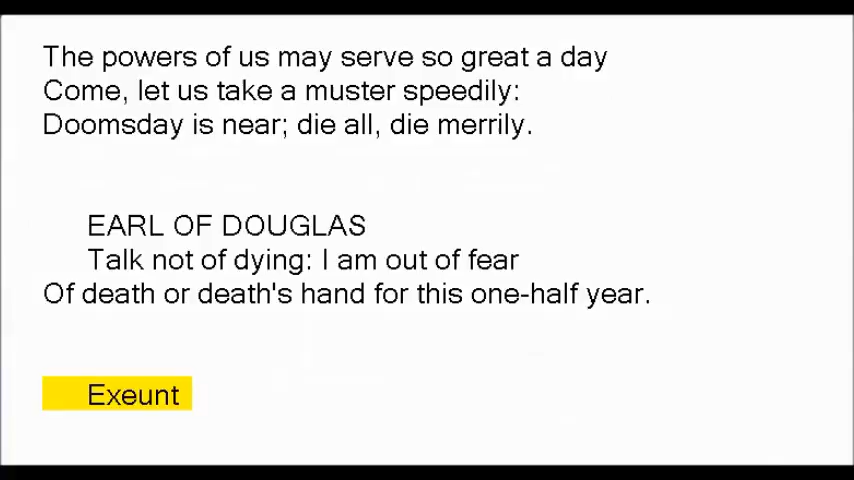 The powers of us may serve so great a day
Come, let us take a muster speedily:
Doomsday is near; die all, die merrily.
EARL OF DOUGLAS
Talk not of dying: I am out of fear
Of death or death's hand for this one-half year.
Exeunt